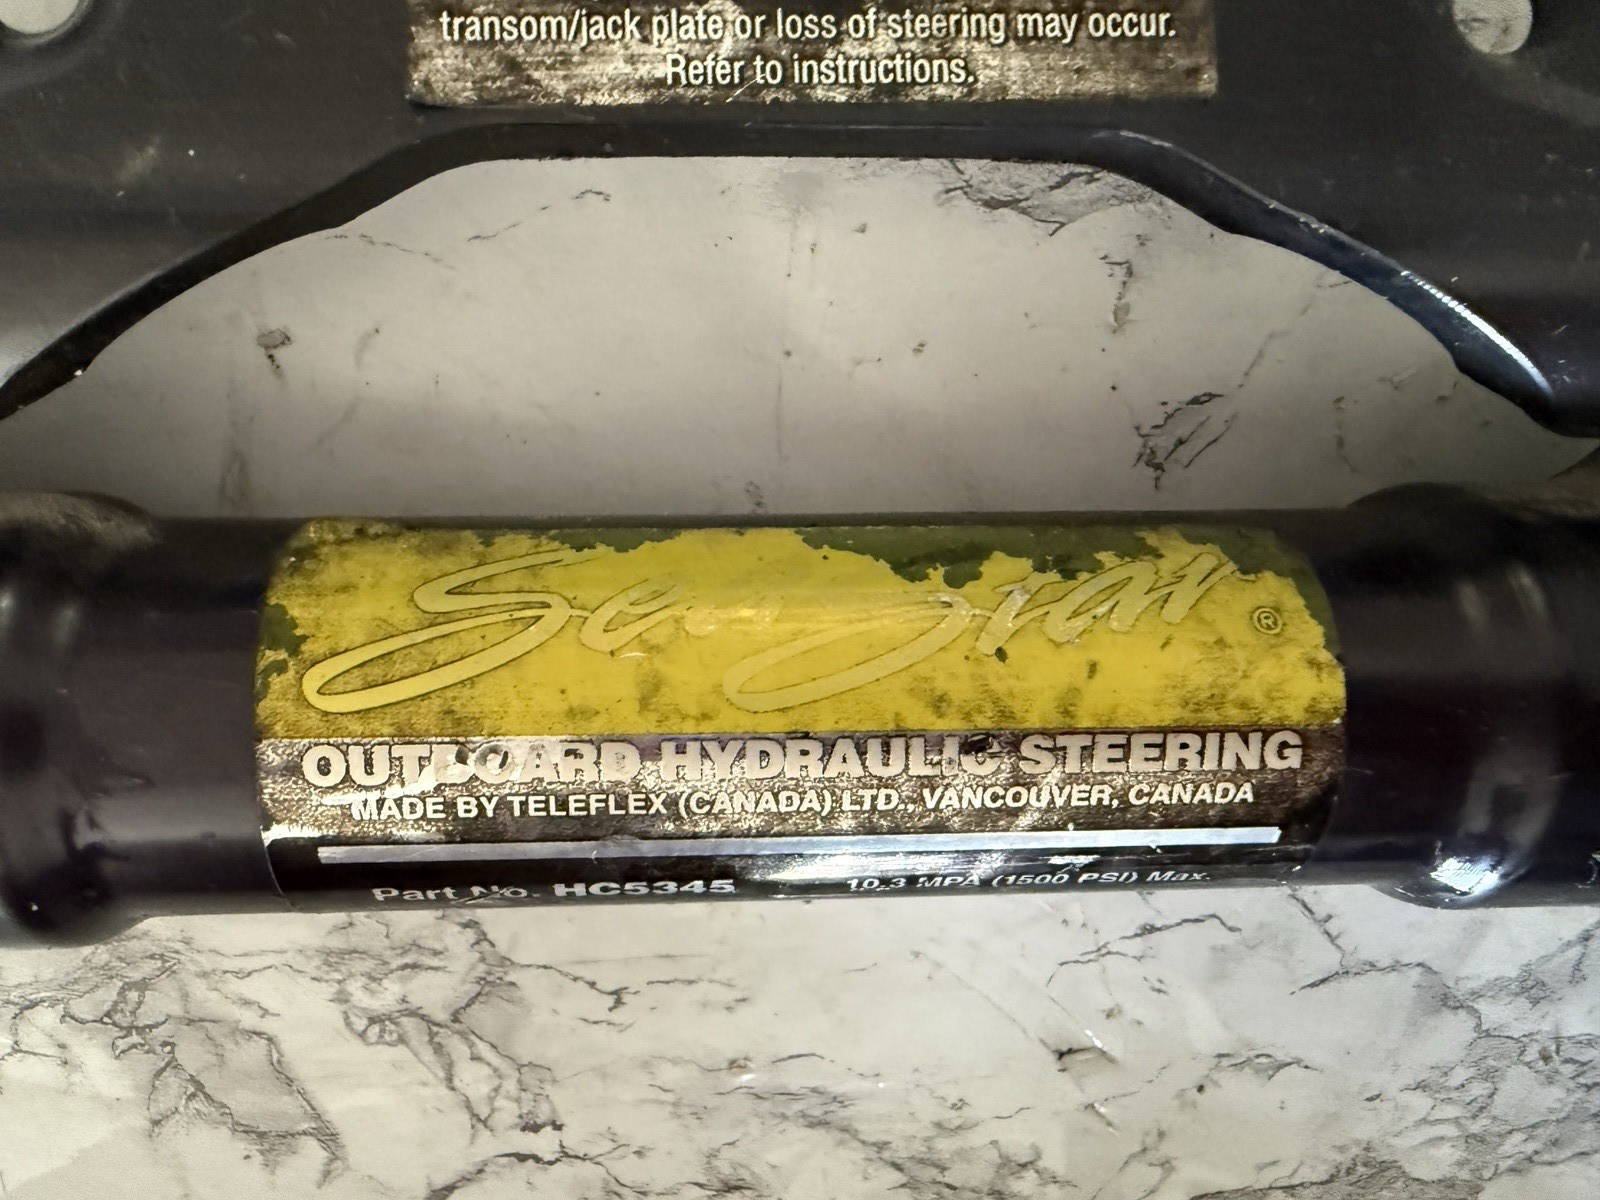 transom/jack plate or loss of steering may occur.
Refer to instructions.
SeaStar ®
OUTBOARD HYDRAULIC STEERING
MADE BY TELEFLEX (CANADA) LTD., VANCOUVER, CANADA
Part No. HC5345 10.3 MPA (1500 PSI) Max.